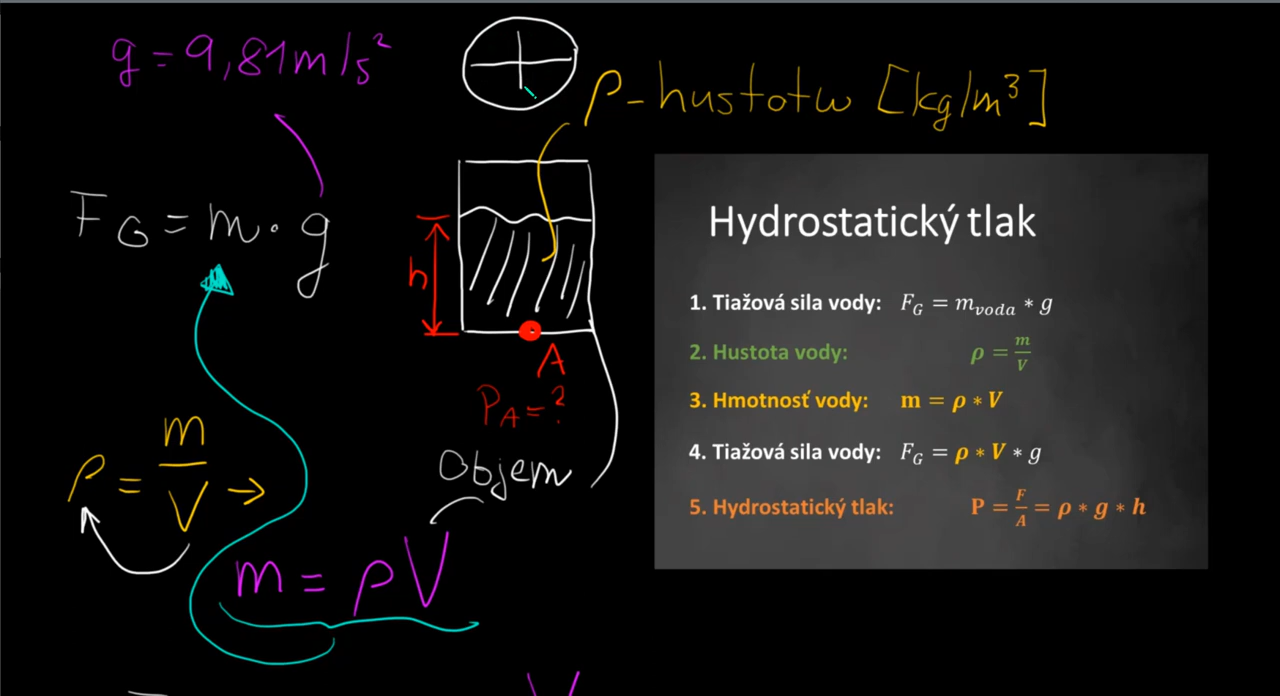 g = 9,81 m/s²
ρ - hustotw [kg/m³]
F_G = m · g
h
A
P_A = ?
Objem
ρ = m/V →
m = ρV
Hydrostatický tlak
1. Tiažová sila vody: F_G = m_voda * g
2. Hustota vody: ρ = m/V
3. Hmotnosť vody: m = ρ * V
4. Tiažová sila vody: F_G = ρ * V * g
5. Hydrostatický tlak: P = F/A = ρ * g * h